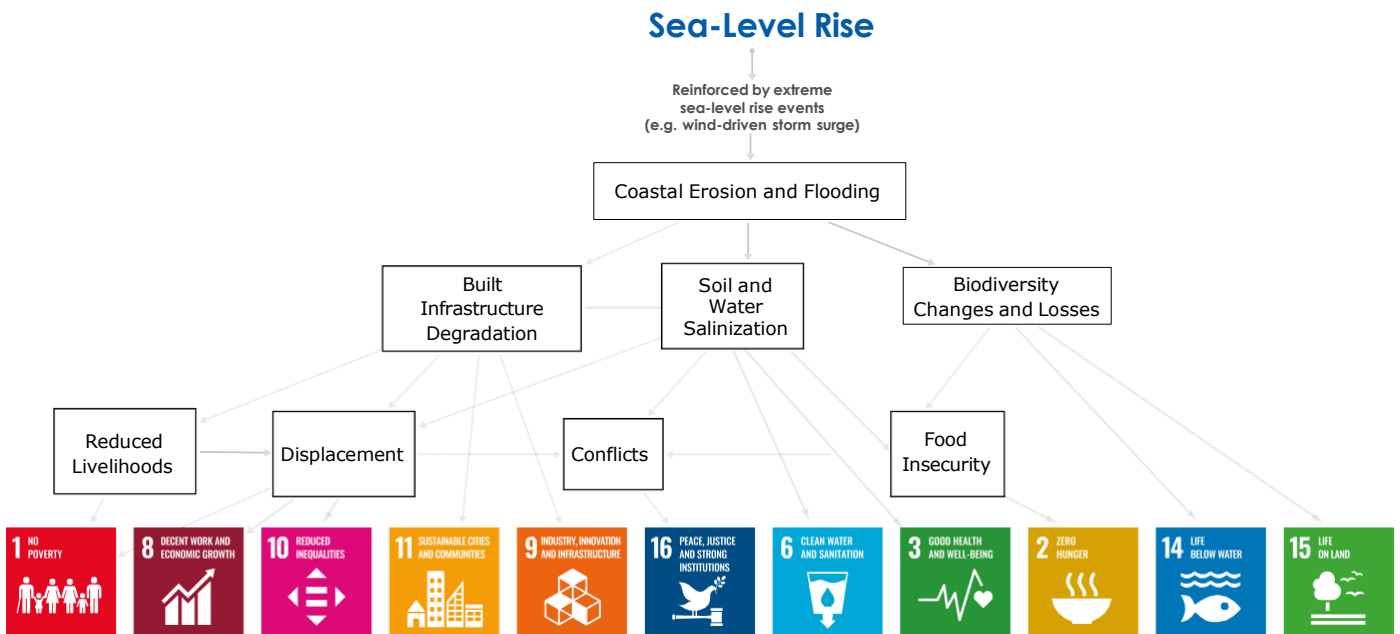 Sea-Level Rise
Reinforced by extreme
sea-level rise events
(e.g. wind-driven storm surge)
Coastal Erosion and Flooding
Built
Infrastructure
Degradation
Soil and
Water
Salinization
Biodiversity
Changes and Losses
Reduced
Livelihoods
Displacement
Conflicts
Food
Insecurity
1 NO
POVERTY
8 DECENT WORK AND
ECONOMIC GROWTH
10 REDUCED
INEQUALITIES
11 SUSTAINABLE CITIES
AND COMMUNITIES
9 INDUSTRY, INNOVATION
AND INFRASTRUCTURE
16 PEACE, JUSTICE
AND STRONG
INSTITUTIONS
6 CLEAN WATER
AND SANITATION
3 GOOD HEALTH
AND WELL-BEING
2 ZERO
HUNGER
14 LIFE
BELOW WATER
15 LIFE
ON LAND